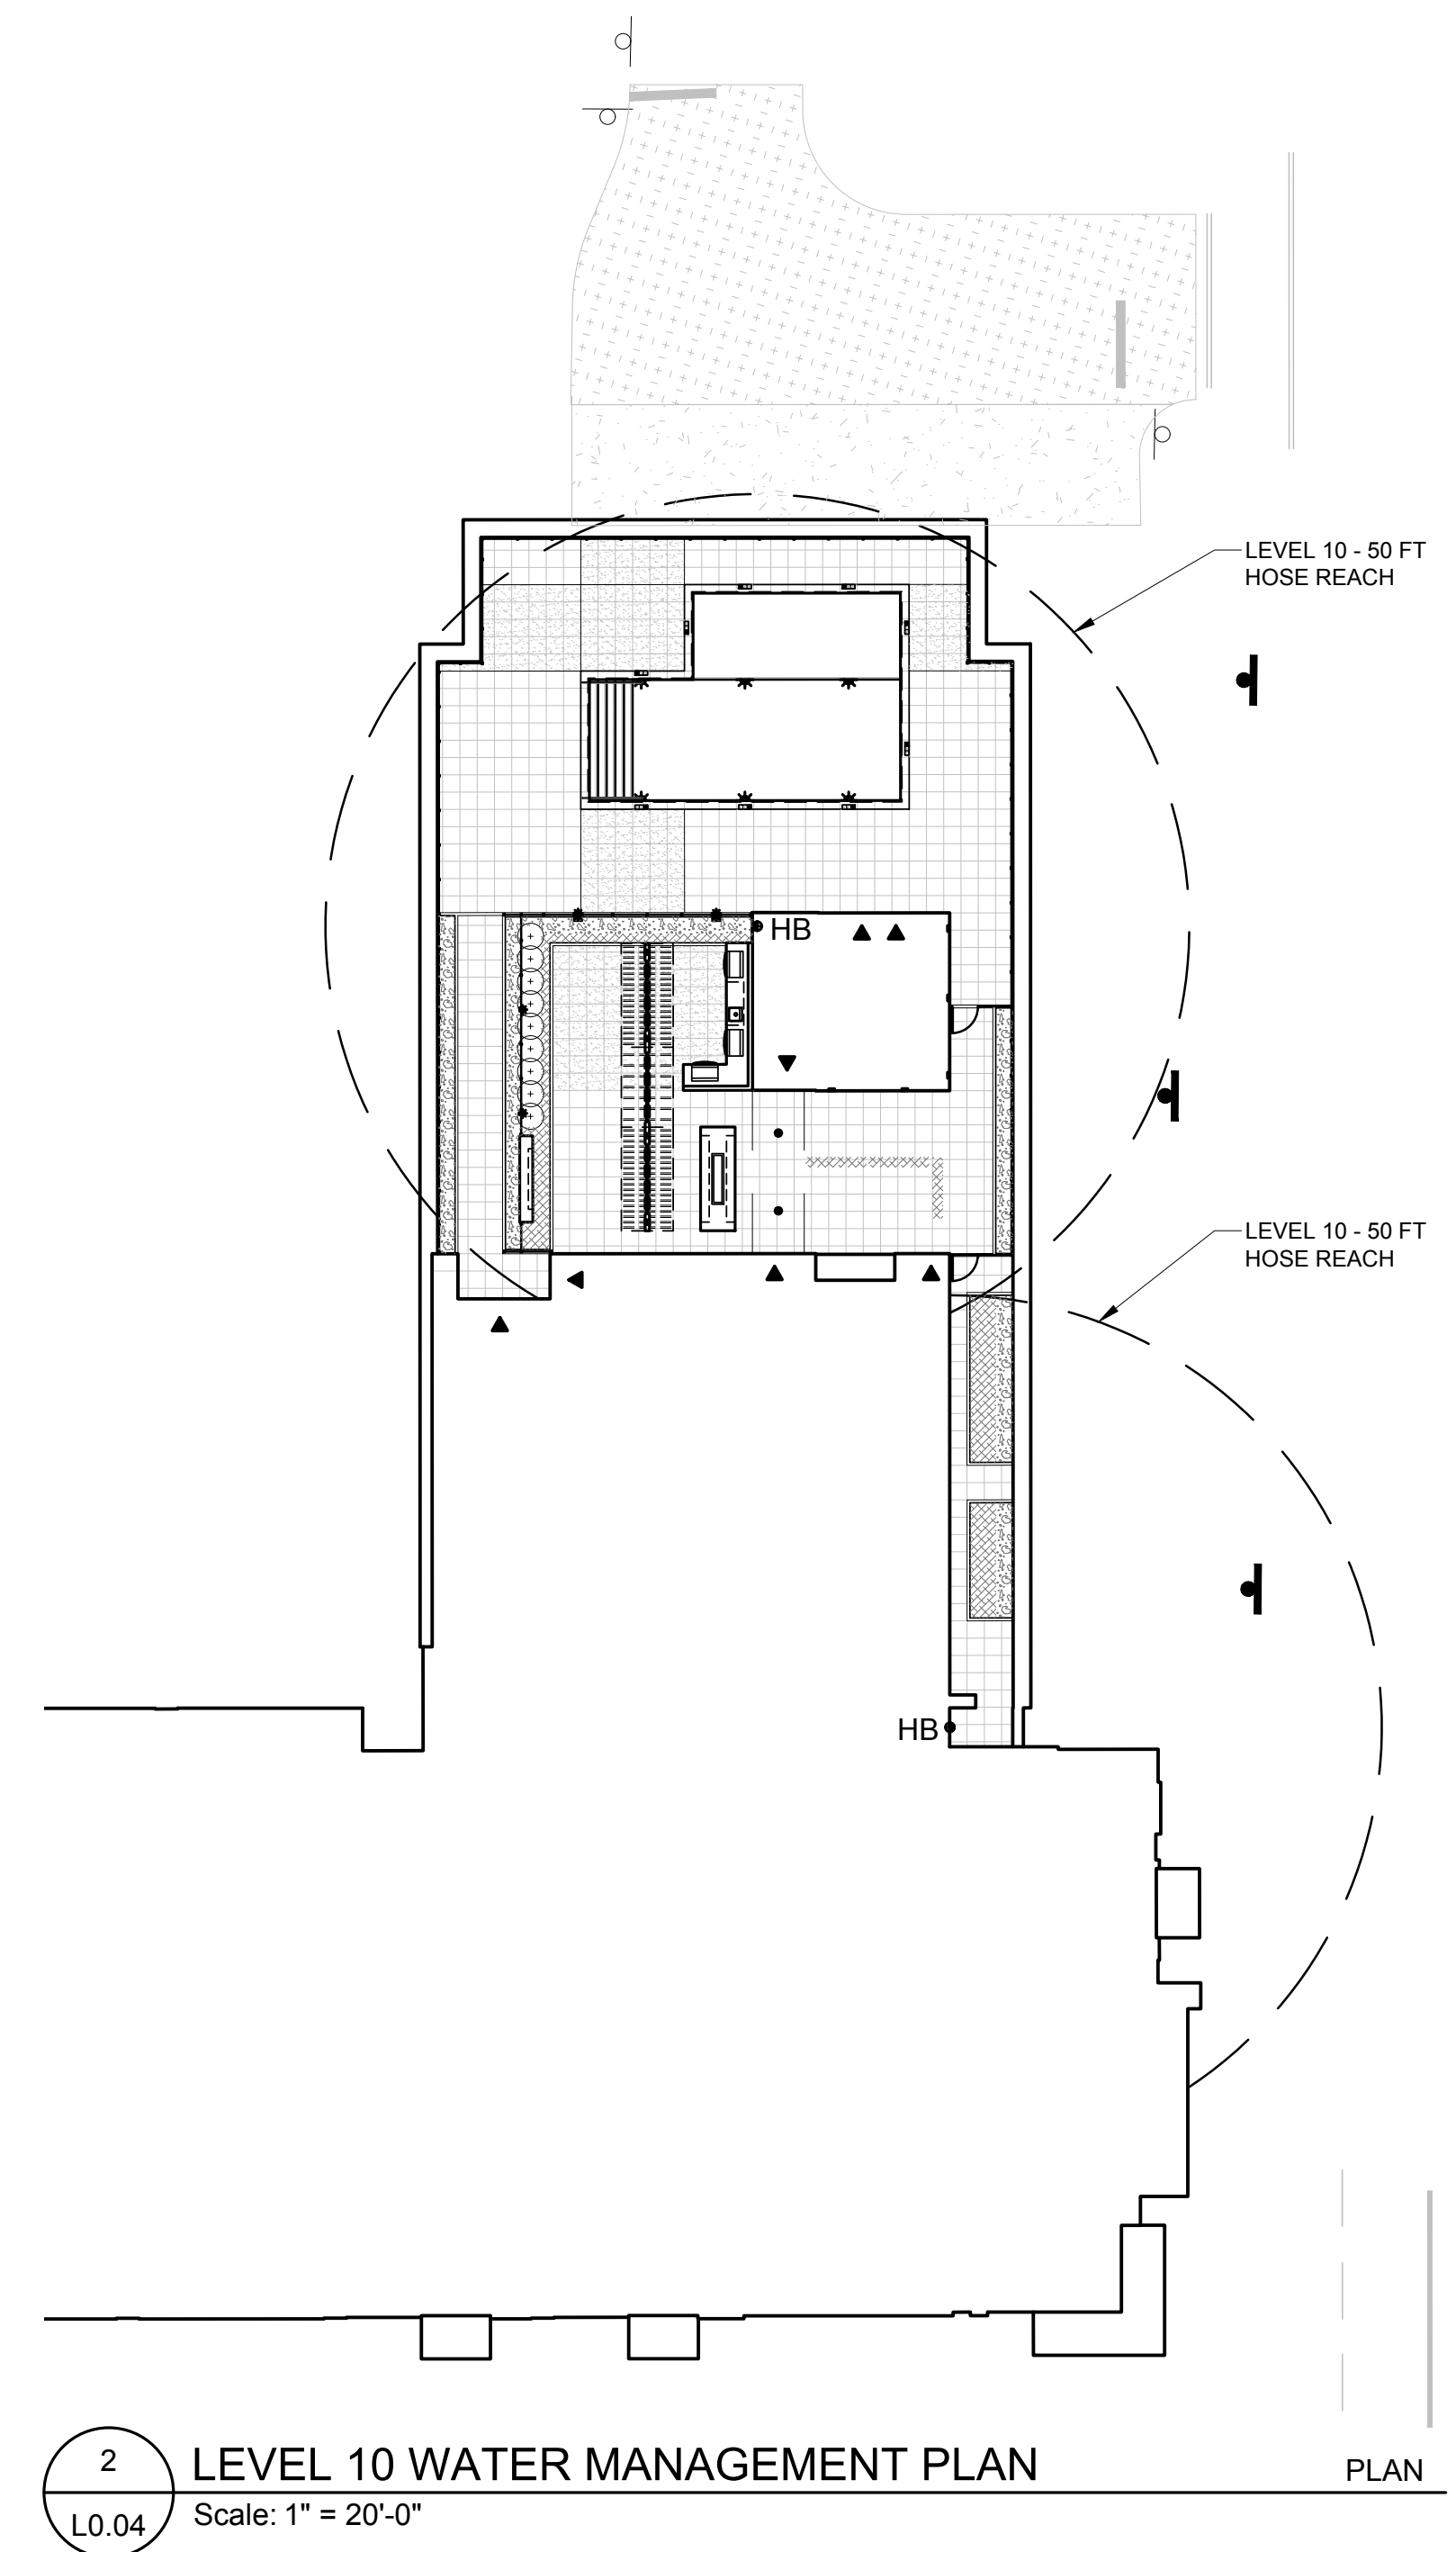 LEVEL 10 - 50 FT
HOSE REACH
HB
LEVEL 10 - 50 FT
HOSE REACH
HB
2
L0.04
LEVEL 10 WATER MANAGEMENT PLAN
Scale: 1" = 20'-0"
PLAN